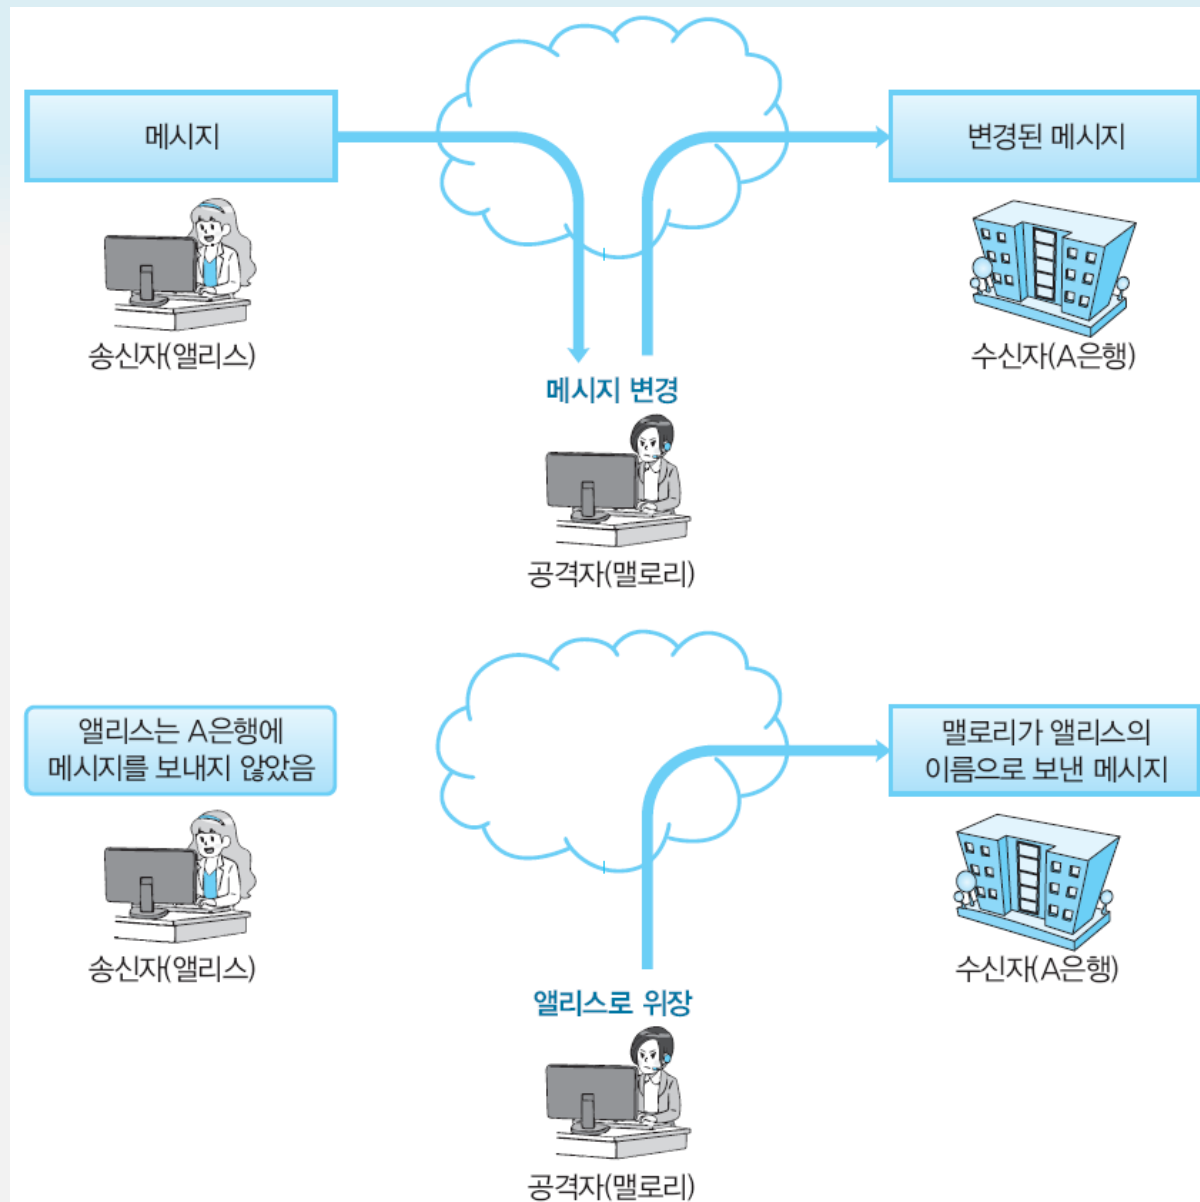 메시지
변경된 메시지
송신자(앨리스)
수신자(A은행)
메시지 변경
공격자(맬로리)
앨리스는 A은행에
메시지를 보내지 않았음
맬로리가 앨리스의
이름으로 보낸 메시지
송신자(앨리스)
수신자(A은행)
앨리스로 위장
공격자(맬로리)